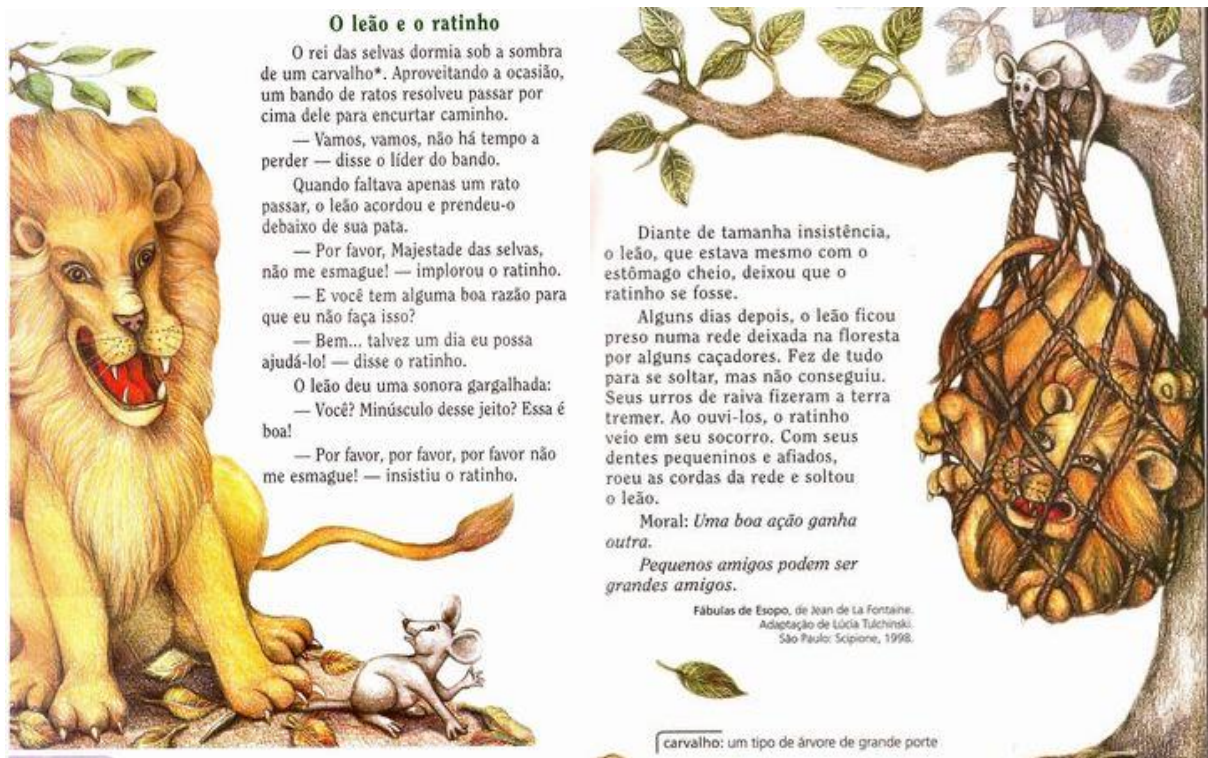 O leão e o ratinho
O rei das selvas dormia sob a sombra
de um carvalho*. Aproveitando a ocasião,
um bando de ratos resolveu passar por
cima dele para encurtar caminho.
— Vamos, vamos, não há tempo a
perder — disse o líder do bando.
Quando faltava apenas um rato
passar, o leão acordou e prendeu-o
debaixo de sua pata.
— Por favor, Majestade das selvas,
não me esmague! — implorou o ratinho.
— E você tem alguma boa razão para
que eu não faça isso?
— Bem... talvez um dia eu possa
ajudá-lo! — disse o ratinho.
O leão deu uma sonora gargalhada:
— Você? Minúsculo desse jeito? Essa é
boa!
— Por favor, por favor, por favor não
me esmague! — insistiu o ratinho.
Diante de tamanha insistência,
o leão, que estava mesmo com o
estômago cheio, deixou que o
ratinho se fosse.
Alguns dias depois, o leão ficou
preso numa rede deixada na floresta
por alguns caçadores. Fez de tudo
para se soltar, mas não conseguiu.
Seus urros de raiva fizeram a terra
tremer. Ao ouvi-los, o ratinho
veio em seu socorro. Com seus
dentes pequeninos e afiados,
roeu as cordas da rede e soltou
o leão.
Moral: Uma boa ação ganha
outra.
Pequenos amigos podem ser
grandes amigos.
Fábulas de Esopo, de Jean de La Fontaine.
Adaptação de Lúcia Tulchinski.
São Paulo: Scipione, 1998.
carvalho: um tipo de árvore de grande porte